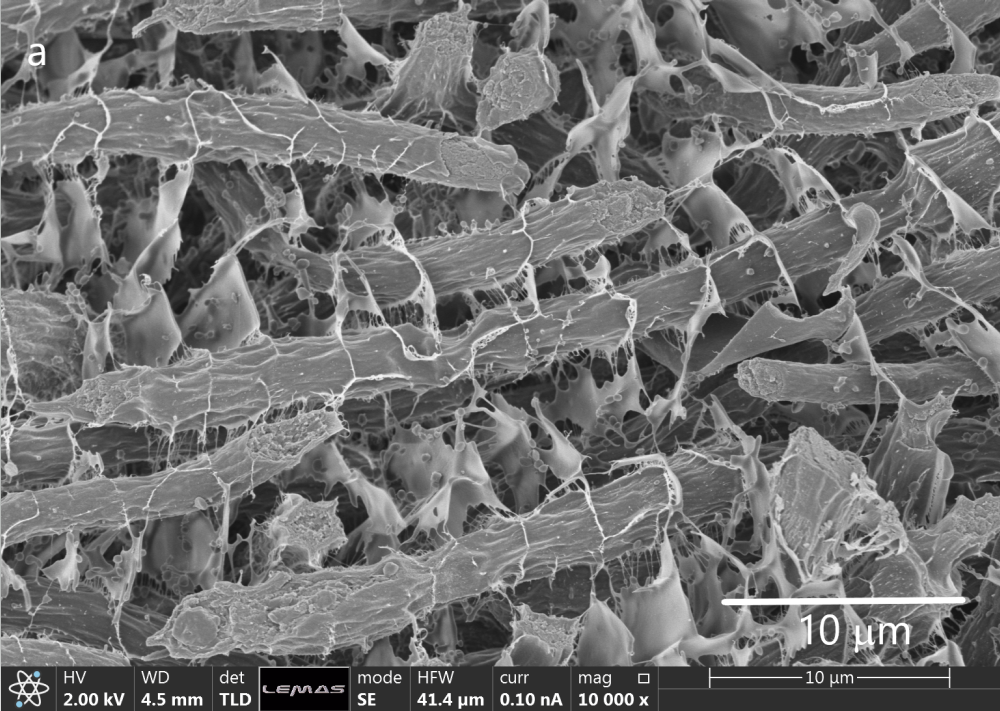 a
10 µm
HV WD det mode HFW curr mag □
2.00 kV 4.5 mm TLD LEMAS SE 41.4 µm 0.10 nA 10 000 x 10 µm